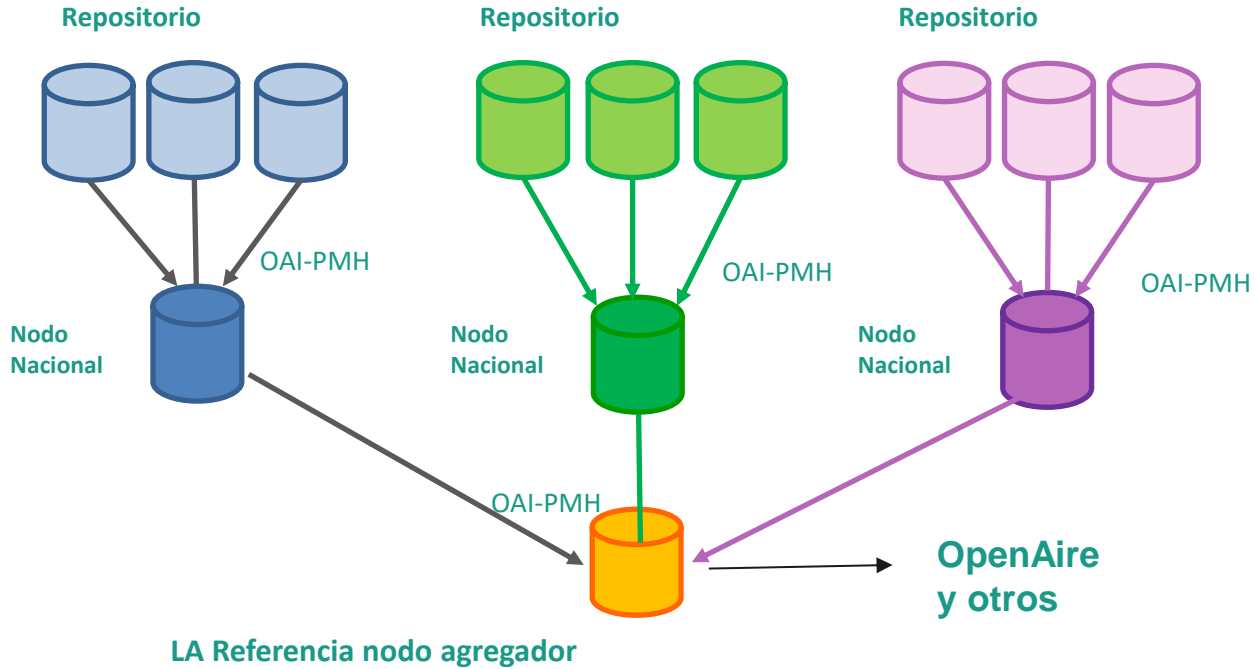 Repositorio
Repositorio
Repositorio
OAI-PMH
OAI-PMH
OAI-PMH
Nodo
Nacional
Nodo
Nacional
Nodo
Nacional
OAI-PMH
OpenAire
y otros
LA Referencia nodo agregador